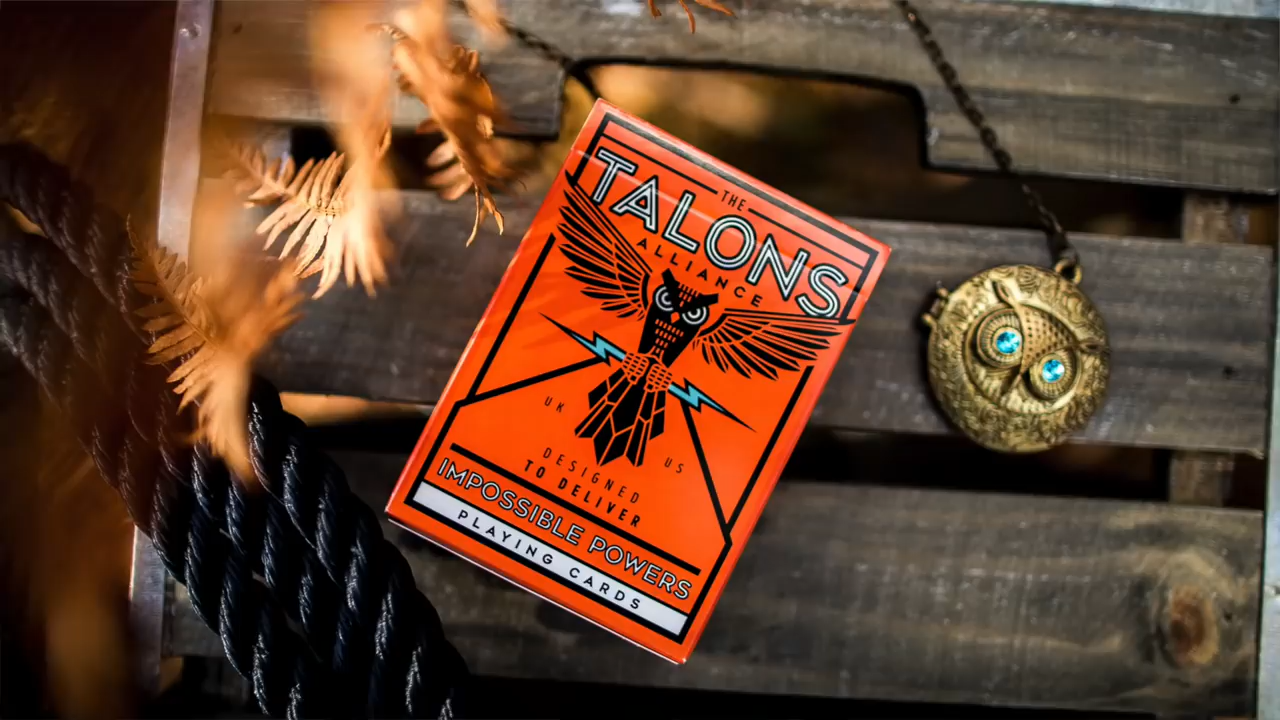 THE
TALONS
ALLIANCE
UK
US
DESIGNED
TO DELIVER
IMPOSSIBLE POWERS
PLAYING CARDS